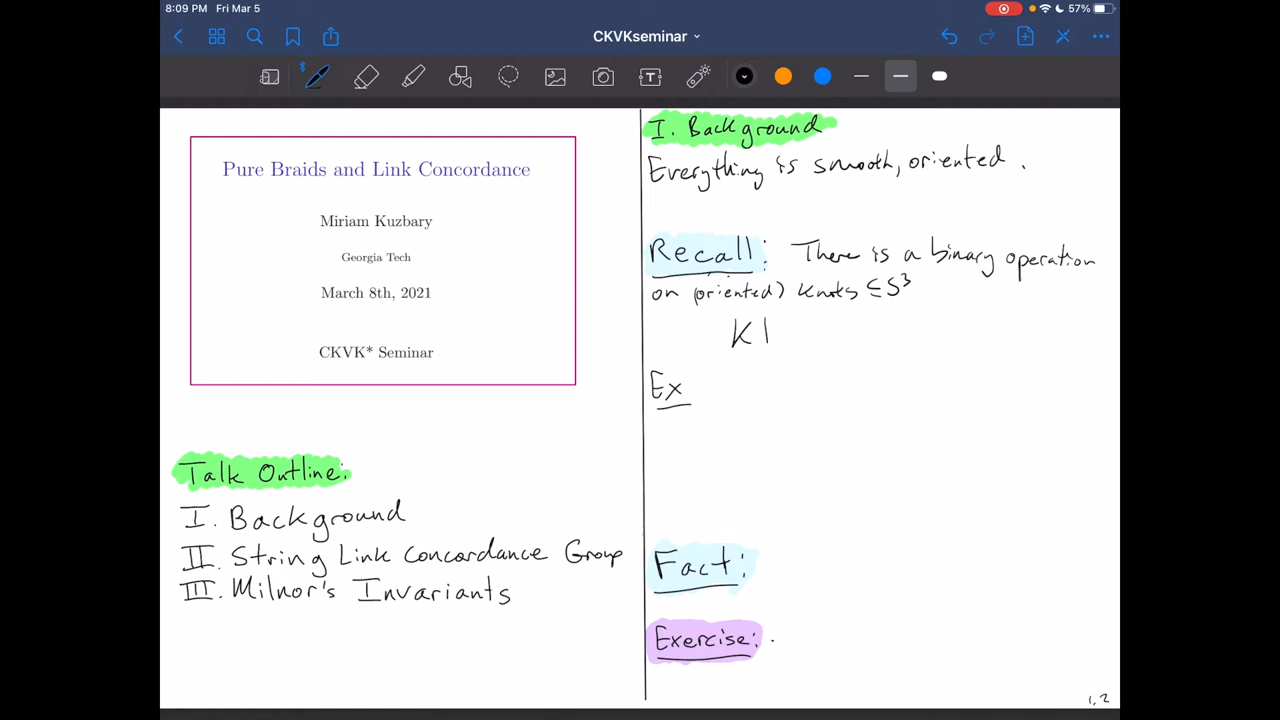 8:09 PM Fri Mar 5
57%
CKVKseminar
Pure Braids and Link Concordance
Miriam Kuzbary
Georgia Tech
March 8th, 2021
CKVK* Seminar
Talk Outline:
I. Background
II. String Link Concordance Group
III. Milnor's Invariants
I. Background
Everything is smooth, oriented.
Recall: There is a binary operation
on (oriented) knots ⊆ S³
K |
Ex
Fact:
Exercise:
1, 2